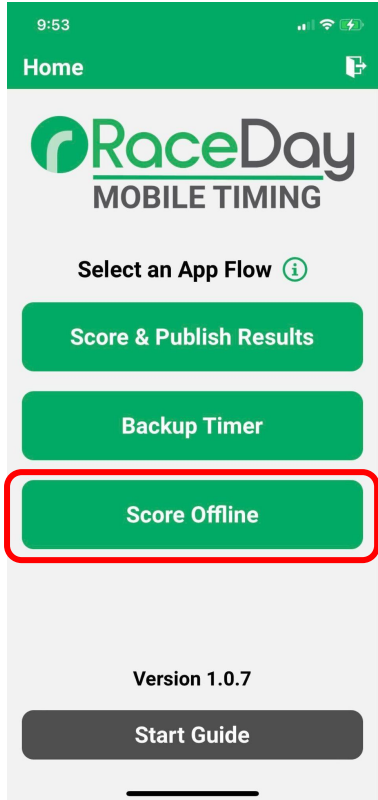 9:53
Home
RaceDay
MOBILE TIMING
Select an App Flow
Score & Publish Results
Backup Timer
Score Offline
Version 1.0.7
Start Guide